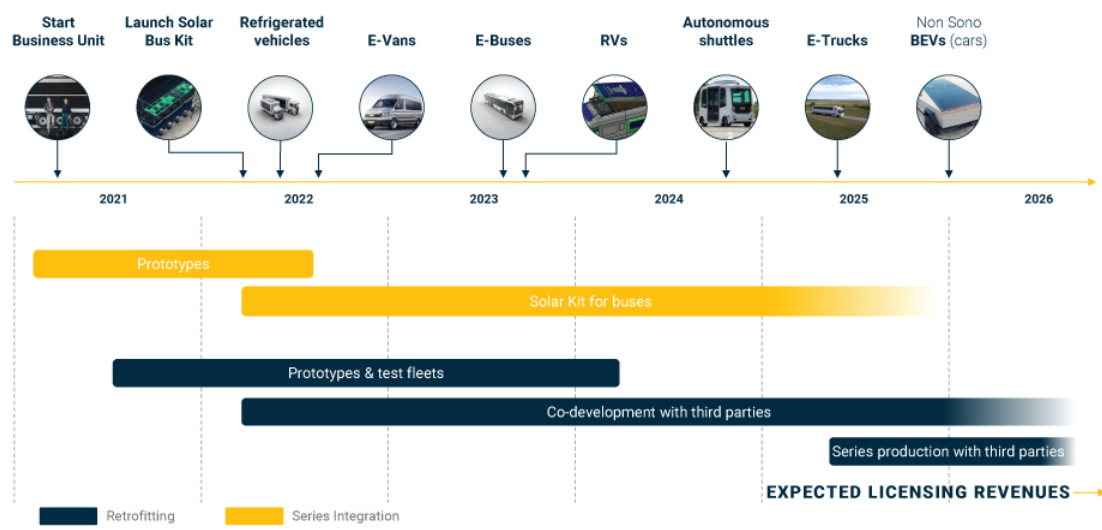 Start
Business Unit
Launch Solar
Bus Kit
Refrigerated
vehicles
E-Vans
E-Buses
RVs
Autonomous
shuttles
E-Trucks
Non Sono
BEVs (cars)
2021
2022
2023
2024
2025
2026
Prototypes
Solar Kit for buses
Prototypes & test fleets
Co-development with third parties
Series production with third parties
EXPECTED LICENSING REVENUES
Retrofitting
Series Integration